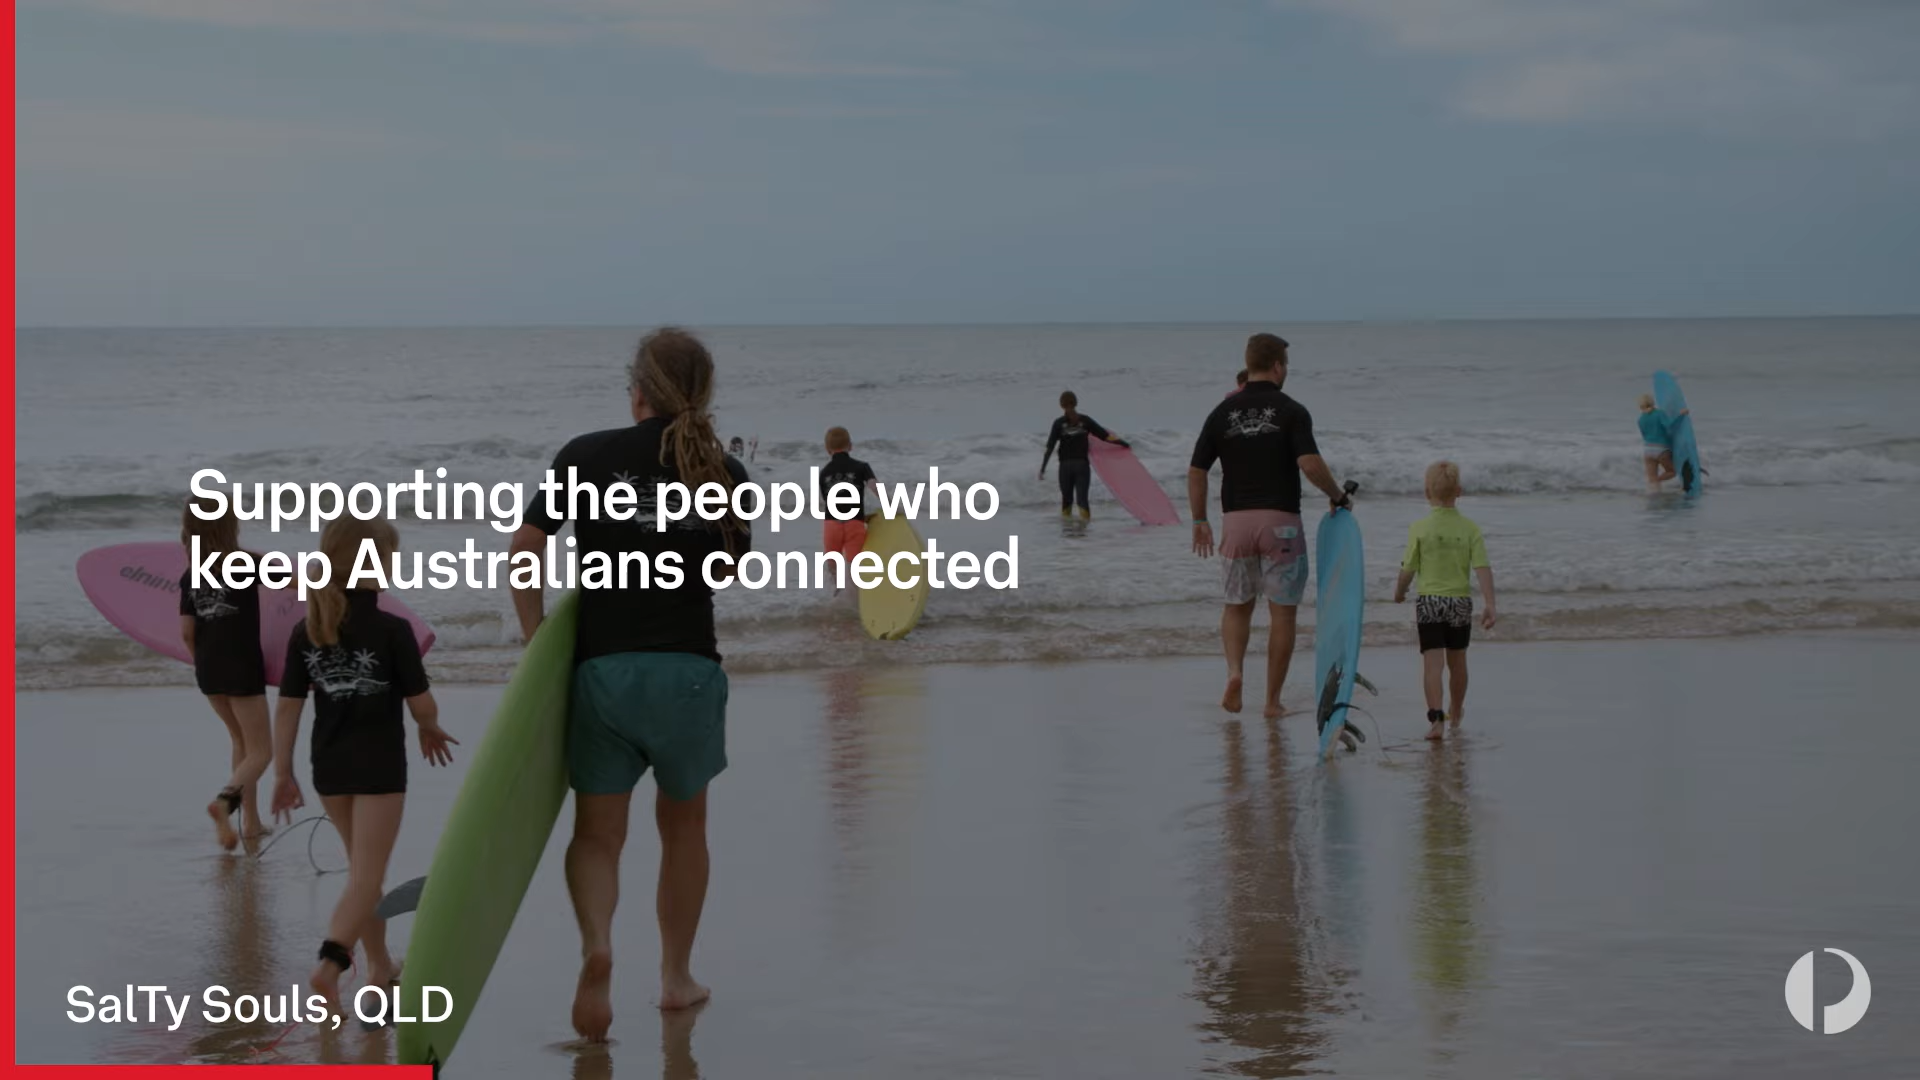 Supporting the people who
keep Australians connected
SalTy Souls, QLD